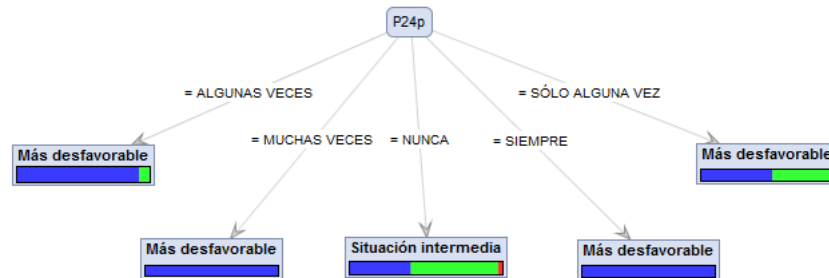 P24p
= ALGUNAS VECES
= SÓLO ALGUNA VEZ
= MUCHAS VECES
= NUNCA
= SIEMPRE
Más desfavorable
Más desfavorable
Más desfavorable
Situación intermedia
Más desfavorable